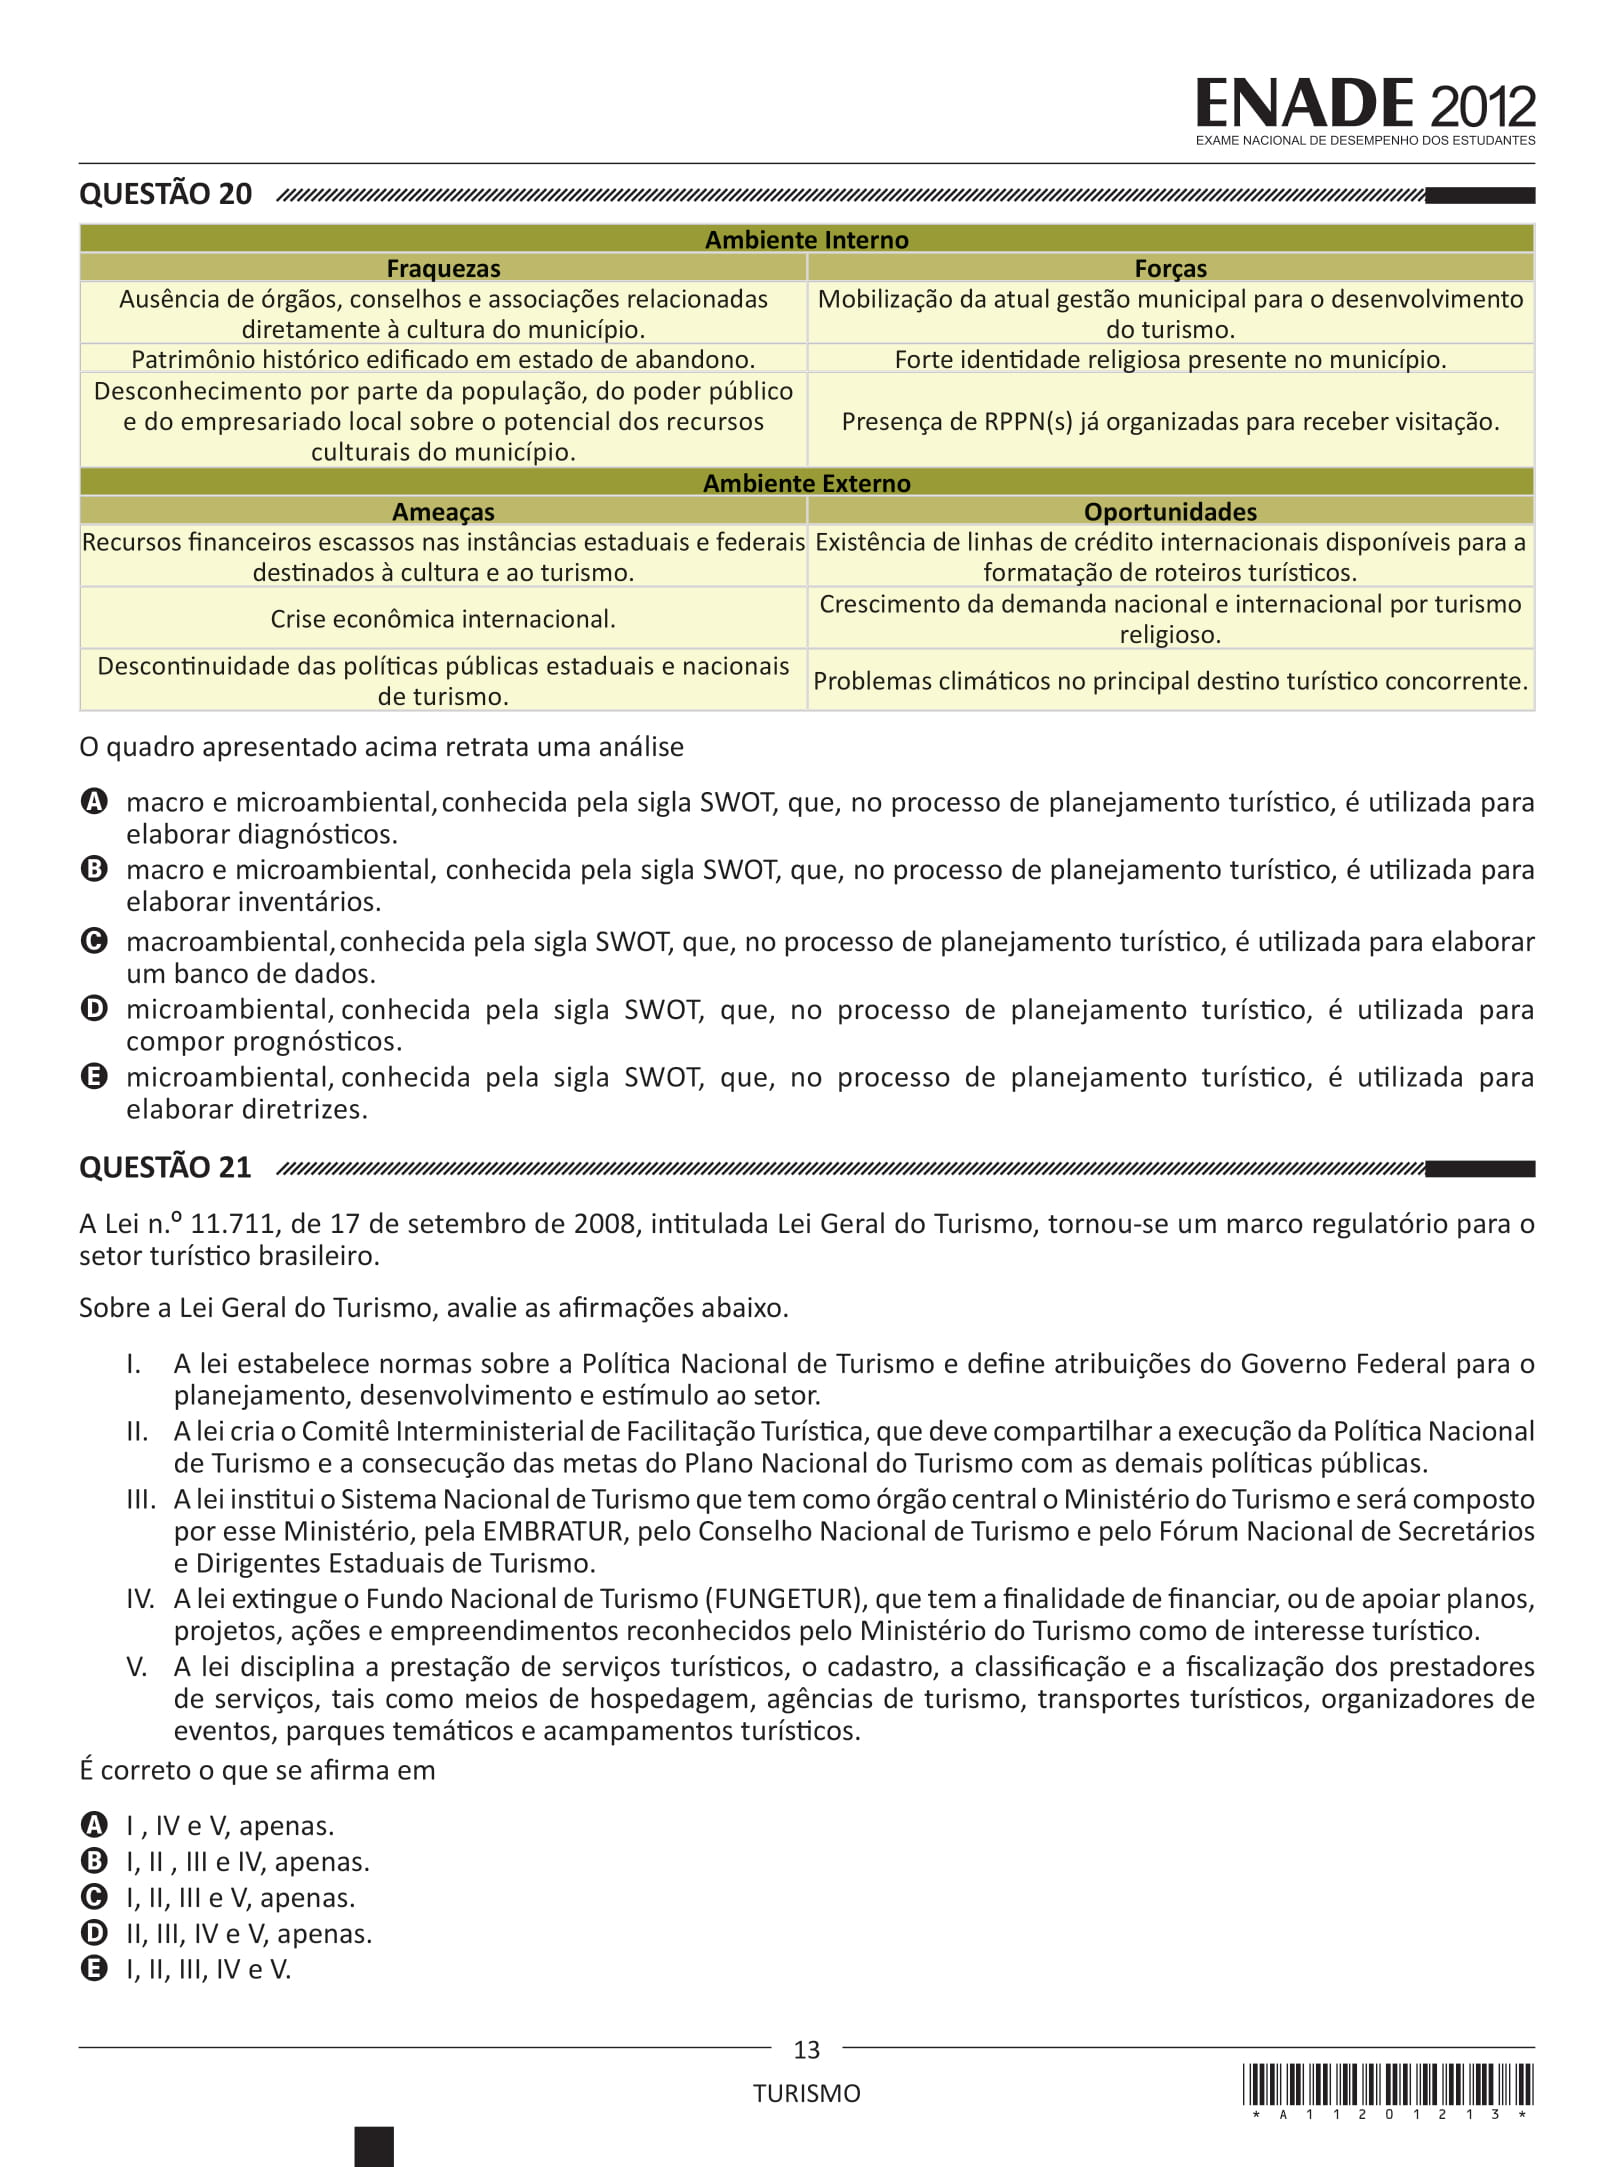 ENADE 2012
EXAME NACIONAL DE DESEMPENHO DOS ESTUDANTES
QUESTÃO 20
Ambiente Interno
Fraquezas
Forças
Ausência de órgãos, conselhos e associações relacionadas
diretamente à cultura do município.
Mobilização da atual gestão municipal para o desenvolvimento
do turismo.
Patrimônio histórico edificado em estado de abandono.
Forte identidade religiosa presente no município.
Desconhecimento por parte da população, do poder público
e do empresariado local sobre o potencial dos recursos
culturais do município.
Presença de RPPN(s) já organizadas para receber visitação.
Ambiente Externo
Ameaças
Oportunidades
Recursos financeiros escassos nas instâncias estaduais e federais
destinados à cultura e ao turismo.
Existência de linhas de crédito internacionais disponíveis para a
formatação de roteiros turísticos.
Crise econômica internacional.
Crescimento da demanda nacional e internacional por turismo
religioso.
Descontinuidade das políticas públicas estaduais e nacionais
de turismo.
Problemas climáticos no principal destino turístico concorrente.
O quadro apresentado acima retrata uma análise
A macro e microambiental, conhecida pela sigla SWOT, que, no processo de planejamento turístico, é utilizada para
elaborar diagnósticos.
B macro e microambiental, conhecida pela sigla SWOT, que, no processo de planejamento turístico, é utilizada para
elaborar inventários.
C macroambiental, conhecida pela sigla SWOT, que, no processo de planejamento turístico, é utilizada para elaborar
um banco de dados.
D microambiental, conhecida pela sigla SWOT, que, no processo de planejamento turístico, é utilizada para
compor prognósticos.
E microambiental, conhecida pela sigla SWOT, que, no processo de planejamento turístico, é utilizada para
elaborar diretrizes.
QUESTÃO 21
A Lei n.º 11.711, de 17 de setembro de 2008, intitulada Lei Geral do Turismo, tornou-se um marco regulatório para o
setor turístico brasileiro.
Sobre a Lei Geral do Turismo, avalie as afirmações abaixo.
I. A lei estabelece normas sobre a Política Nacional de Turismo e define atribuições do Governo Federal para o
planejamento, desenvolvimento e estímulo ao setor.
II. A lei cria o Comitê Interministerial de Facilitação Turística, que deve compartilhar a execução da Política Nacional
de Turismo e a consecução das metas do Plano Nacional do Turismo com as demais políticas públicas.
III. A lei institui o Sistema Nacional de Turismo que tem como órgão central o Ministério do Turismo e será composto
por esse Ministério, pela EMBRATUR, pelo Conselho Nacional de Turismo e pelo Fórum Nacional de Secretários
e Dirigentes Estaduais de Turismo.
IV. A lei extingue o Fundo Nacional de Turismo (FUNGETUR), que tem a finalidade de financiar, ou de apoiar planos,
projetos, ações e empreendimentos reconhecidos pelo Ministério do Turismo como de interesse turístico.
V. A lei disciplina a prestação de serviços turísticos, o cadastro, a classificação e a fiscalização dos prestadores
de serviços, tais como meios de hospedagem, agências de turismo, transportes turísticos, organizadores de
eventos, parques temáticos e acampamentos turísticos.
É correto o que se afirma em
A I , IV e V, apenas.
B I, II , III e IV, apenas.
C I, II, III e V, apenas.
D II, III, IV e V, apenas.
E I, II, III, IV e V.
13
TURISMO
* A 1 1 2 0 1 2 1 3 *